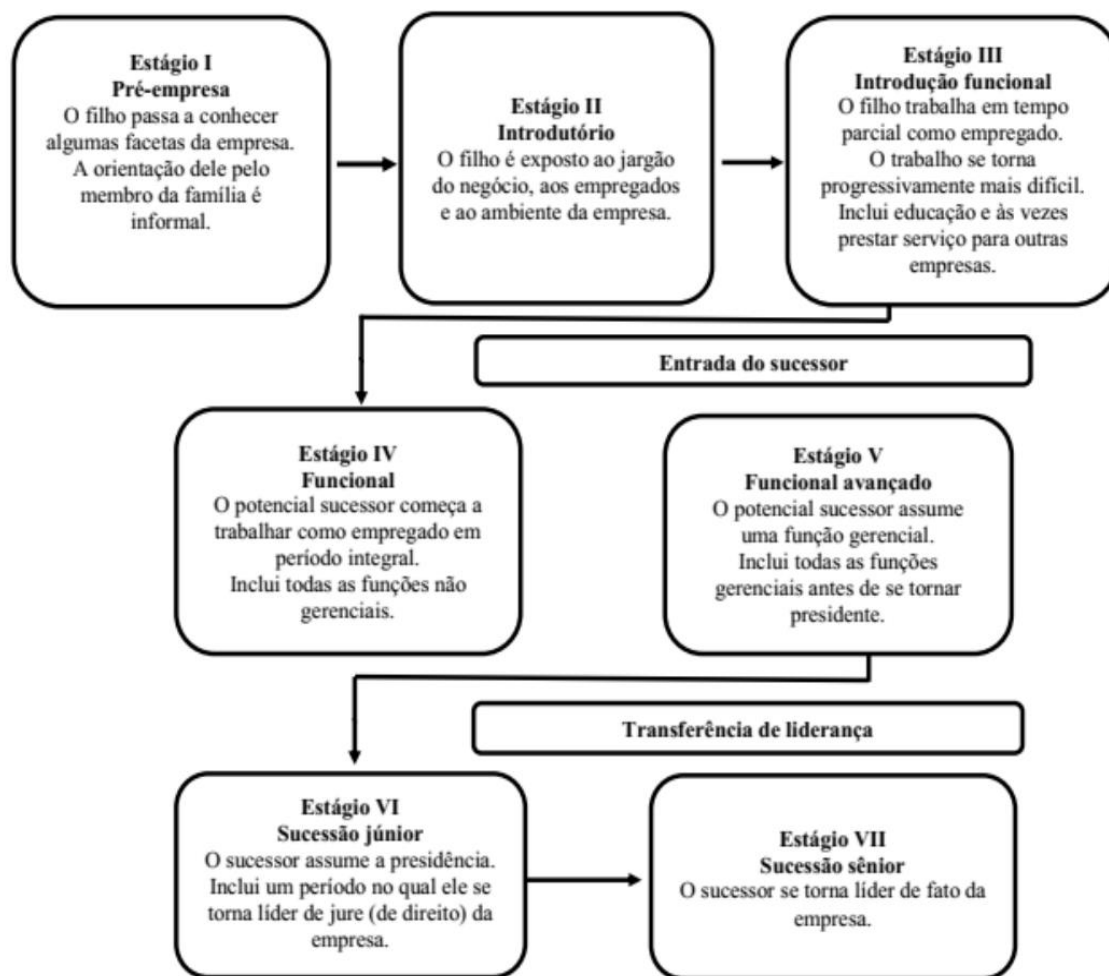 Estágio I
Pré-empresa
O filho passa a conhecer
algumas facetas da empresa.
A orientação dele pelo
membro da família é
informal.
Estágio II
Introdutório
O filho é exposto ao jargão
do negócio, aos empregados
e ao ambiente da empresa.
Estágio III
Introdução funcional
O filho trabalha em tempo
parcial como empregado.
O trabalho se torna
progressivamente mais difícil.
Inclui educação e às vezes
prestar serviço para outras
empresas.
Entrada do sucessor
Estágio IV
Funcional
O potencial sucessor começa a
trabalhar como empregado em
período integral.
Inclui todas as funções não
gerenciais.
Estágio V
Funcional avançado
O potencial sucessor assume
uma função gerencial.
Inclui todas as funções
gerenciais antes de se tornar
presidente.
Transferência de liderança
Estágio VI
Sucessão júnior
O sucessor assume a presidência.
Inclui um período no qual ele se
torna líder de jure (de direito) da
empresa.
Estágio VII
Sucessão sênior
O sucessor se torna líder de fato da
empresa.